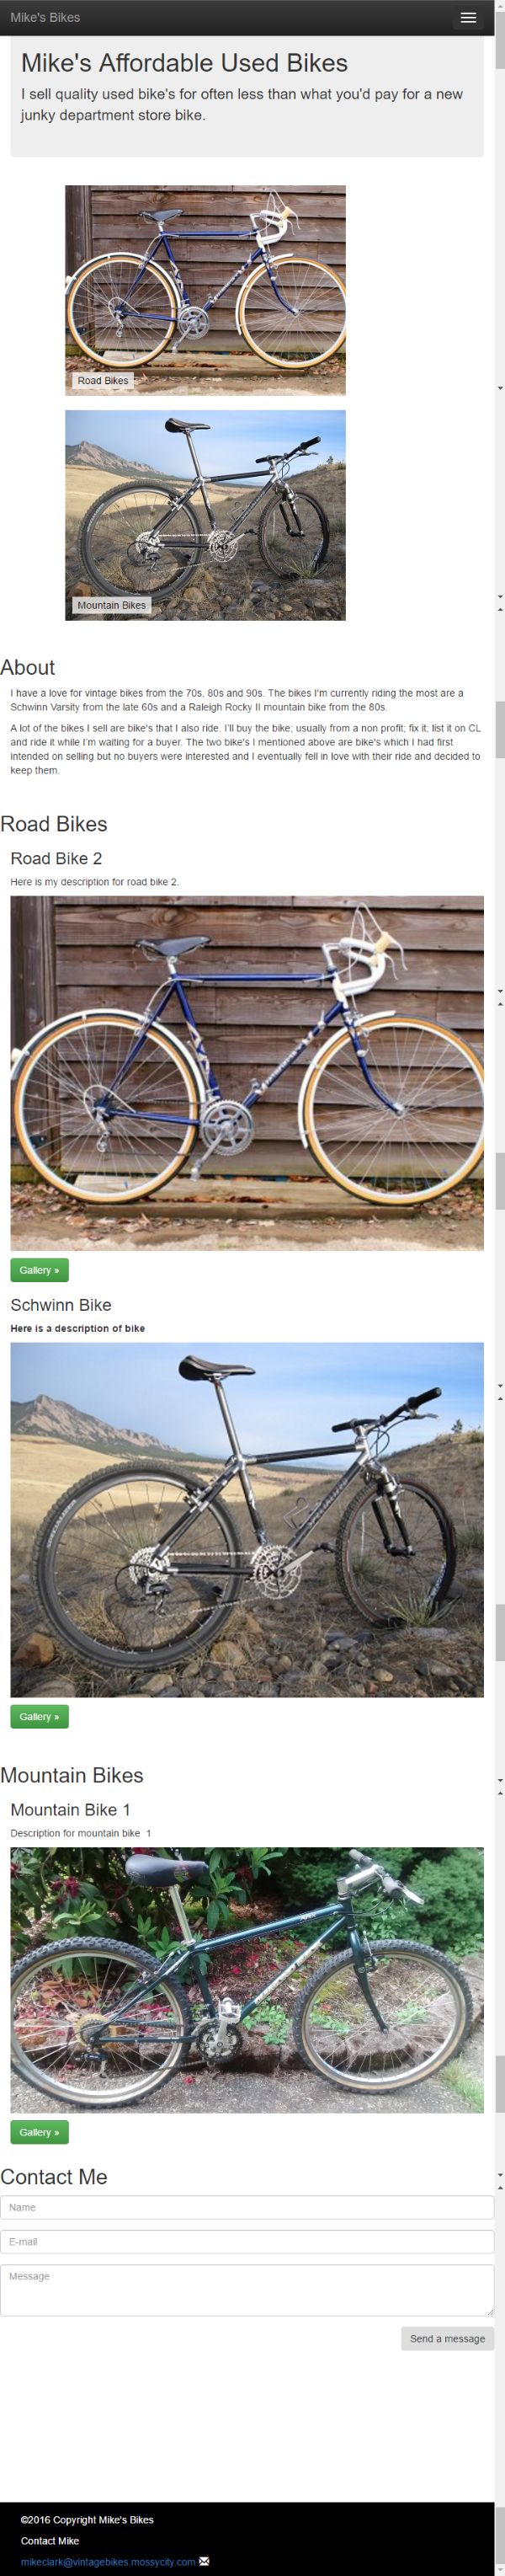 Mike's Bikes
Mike's Affordable Used Bikes
I sell quality used bike's for often less than what you'd pay for a new
junky department store bike.
Road Bikes
Mountain Bikes
About
I have a love for vintage bikes from the 70s, 80s and 90s. The bikes I'm currently riding the most are a
Schwinn Varsity from the late 60s and a Raleigh Rocky II mountain bike from the 80s.
A lot of the bikes I sell are bike's that I also ride. I'll buy the bike; usually from a non profit; fix it; list it on CL
and ride it while I'm waiting for a buyer. The two bike's I mentioned above are bike's which I had first
intended on selling but no buyers were interested and I eventually fell in love with their ride and decided to
keep them.
Road Bikes
Road Bike 2
Here is my description for road bike 2.
Gallery »
Schwinn Bike
Here is a description of bike
Gallery »
Mountain Bikes
Mountain Bike 1
Description for mountain bike 1
Gallery »
Contact Me
Name
E-mail
Message
Send a message
©2016 Copyright Mike's Bikes
Contact Mike
mikeclark@vintagebikes.mossycity.com